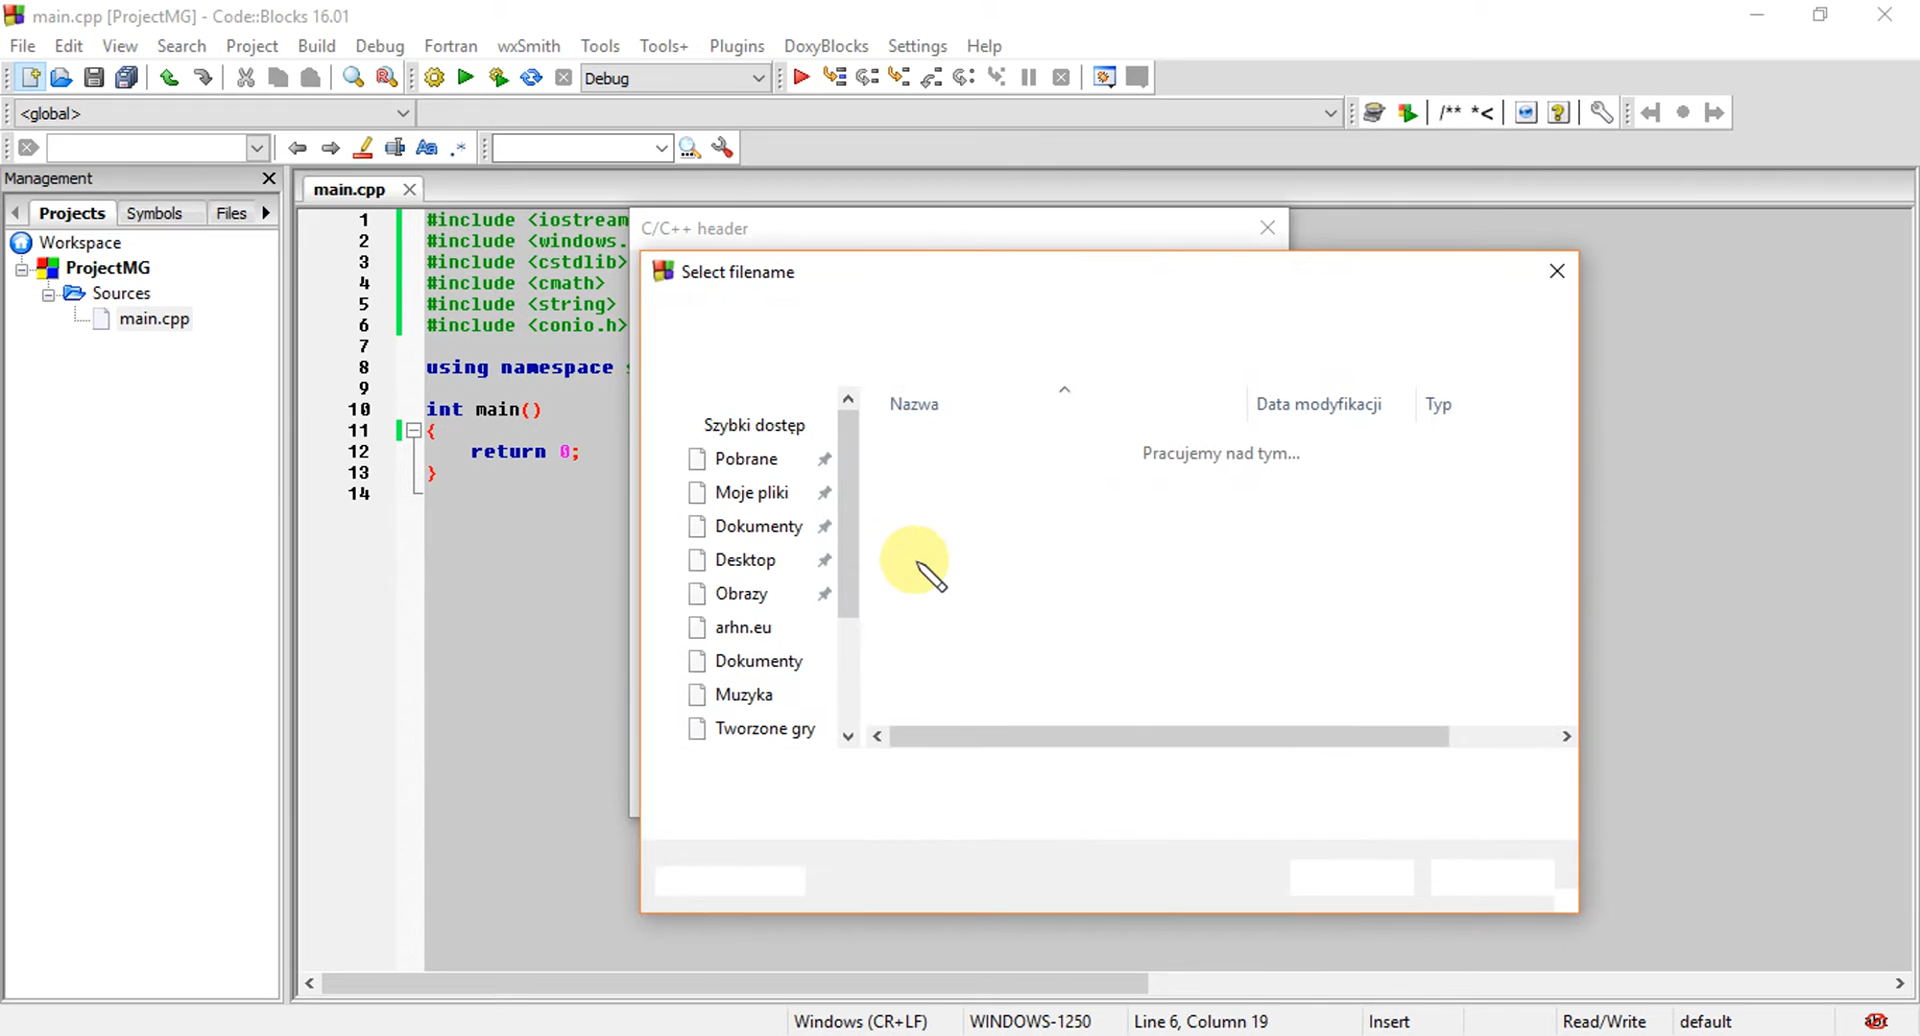 main.cpp [ProjectMG] - Code::Blocks 16.01
File Edit View Search Project Build Debug Fortran wxSmith Tools Tools+ Plugins DoxyBlocks Settings Help
Debug
<global>
/** *<
Management
main.cpp
Projects Symbols Files
Workspace
ProjectMG
Sources
main.cpp
1 #include <iostream
2 #include <windows.
3 #include <cstdlib>
4 #include <cmath>
5 #include <string>
6 #include <conio.h>
7
8 using namespace s
9
10 int main()
11 {
12 return 0;
13 }
14
C/C++ header
Select filename
Nazwa Data modyfikacji Typ
Pracujemy nad tym...
Szybki dostęp
Pobrane
Moje pliki
Dokumenty
Desktop
Obrazy
arhn.eu
Dokumenty
Muzyka
Tworzone gry
Windows (CR+LF) WINDOWS-1250 Line 6, Column 19 Insert Read/Write default abc